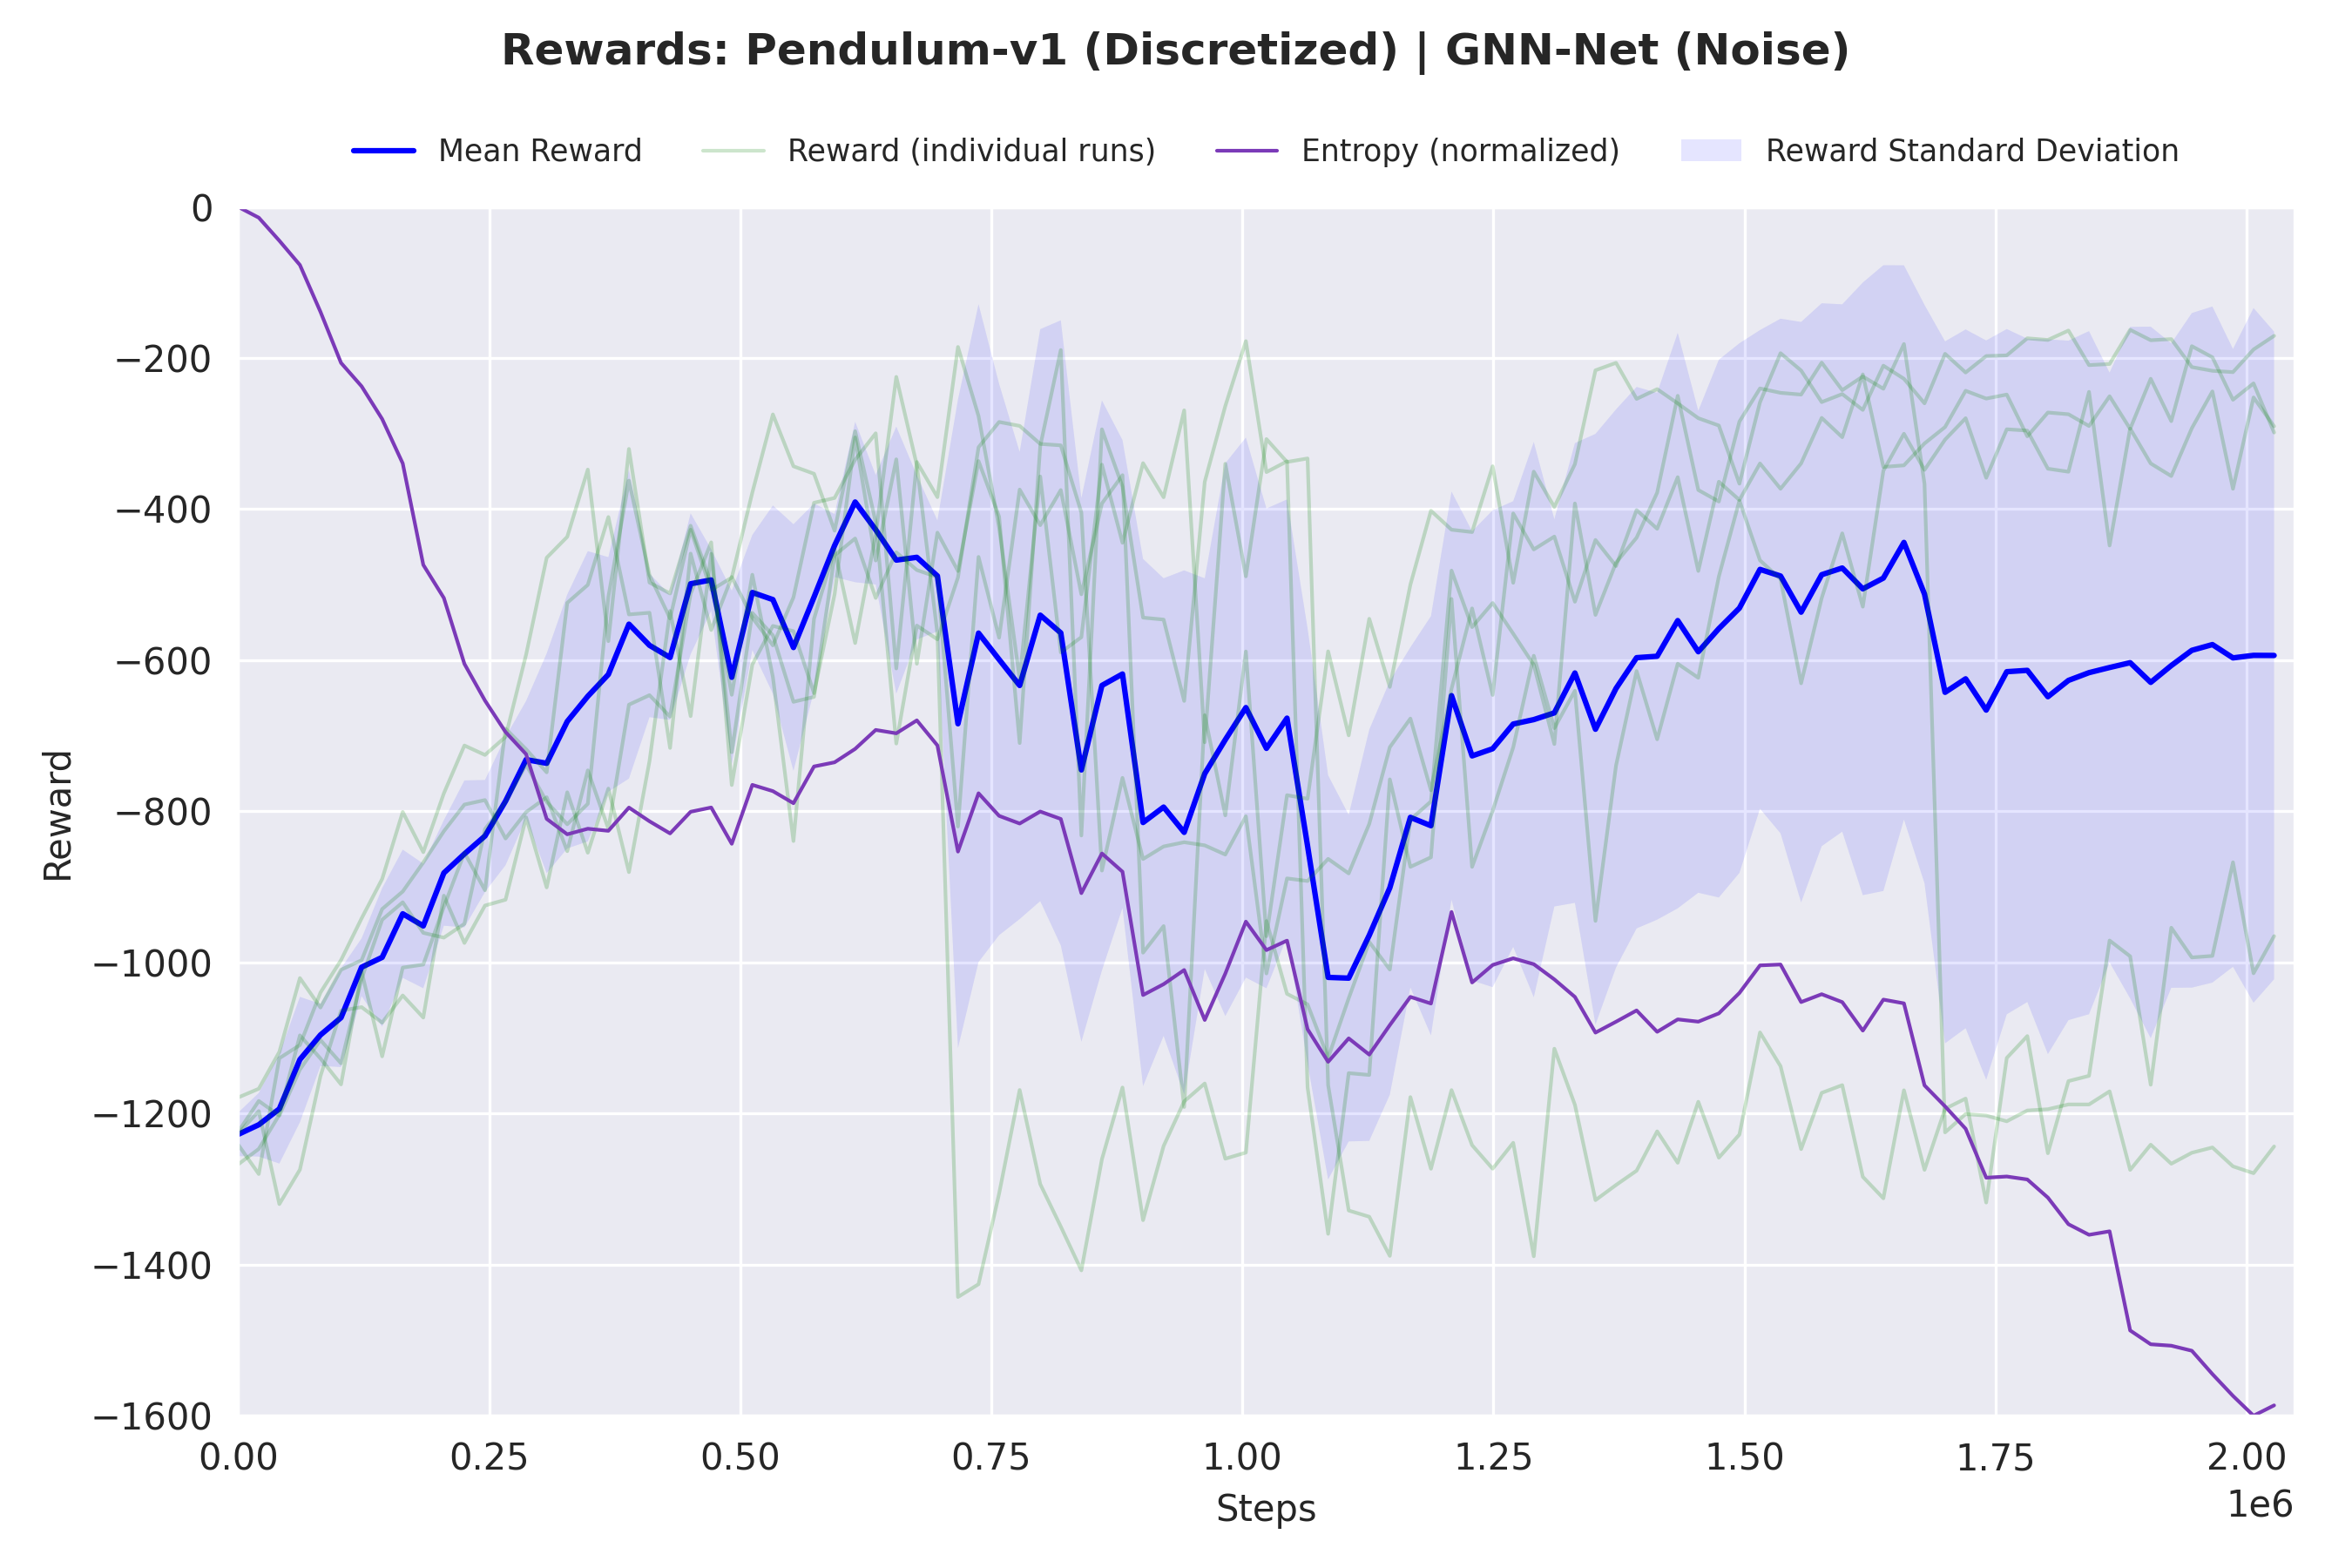 Rewards: Pendulum-v1 (Discretized) | GNN-Net (Noise)
Mean Reward Reward (individual runs) Entropy (normalized) Reward Standard Deviation
0
−200
−400
−600
−800
−1000
−1200
−1400
−1600
Reward
0.00 0.25 0.50 0.75 1.00 1.25 1.50 1.75 2.00
Steps
1e6